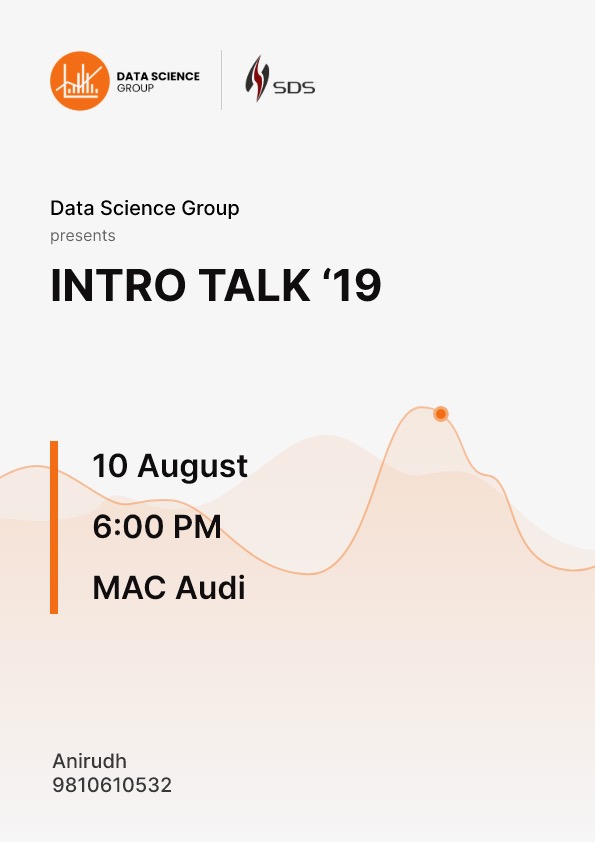 DATA SCIENCE
GROUP
SDS
Data Science Group
presents
INTRO TALK ‘19
10 August
6:00 PM
MAC Audi
Anirudh
9810610532